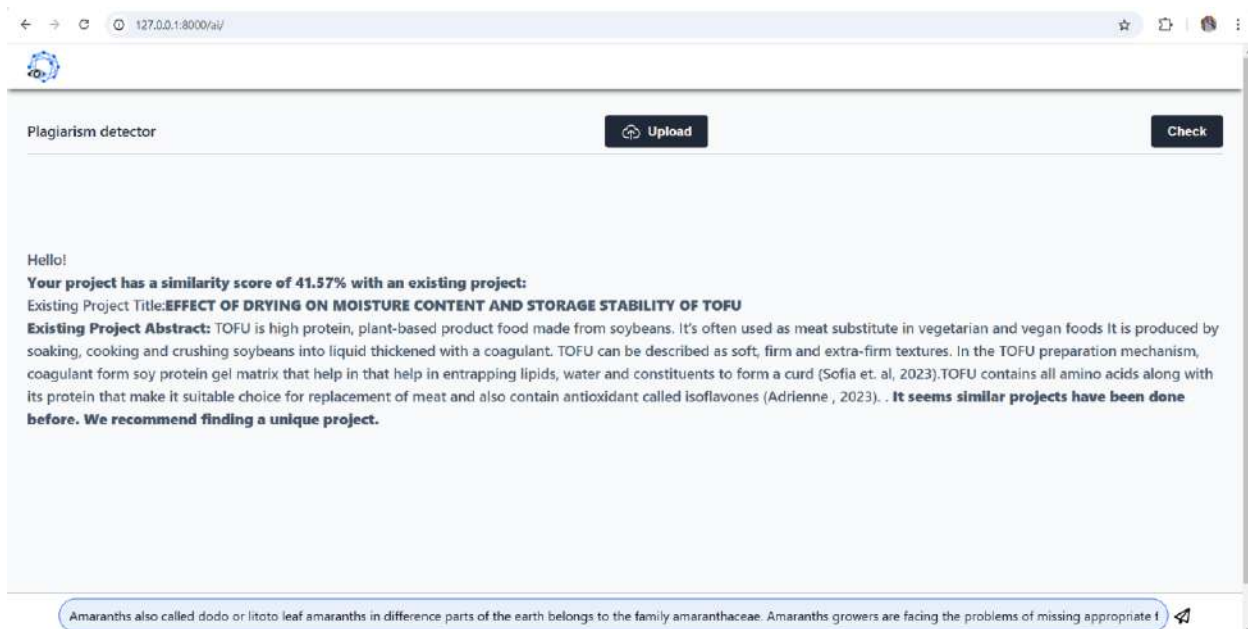 127.0.0.1:8000/ai/
Plagiarism detector
Upload
Check
Hello!
Your project has a similarity score of 41.57% with an existing project:
Existing Project Title:EFFECT OF DRYING ON MOISTURE CONTENT AND STORAGE STABILITY OF TOFU
Existing Project Abstract: TOFU is high protein, plant-based product food made from soybeans. It's often used as meat substitute in vegetarian and vegan foods It is produced by
soaking, cooking and crushing soybeans into liquid thickened with a coagulant. TOFU can be described as soft, firm and extra-firm textures. In the TOFU preparation mechanism,
coagulant form soy protein gel matrix that help in that help in entrapping lipids, water and constituents to form a curd (Sofia et. al, 2023).TOFU contains all amino acids along with
its protein that make it suitable choice for replacement of meat and also contain antioxidant called isoflavones (Adrienne , 2023). . It seems similar projects have been done
before. We recommend finding a unique project.
Amaranths also called dodo or litoto leaf amaranths in difference parts of the earth belongs to the family amaranthaceae. Amaranths growers are facing the problems of missing appropriate f